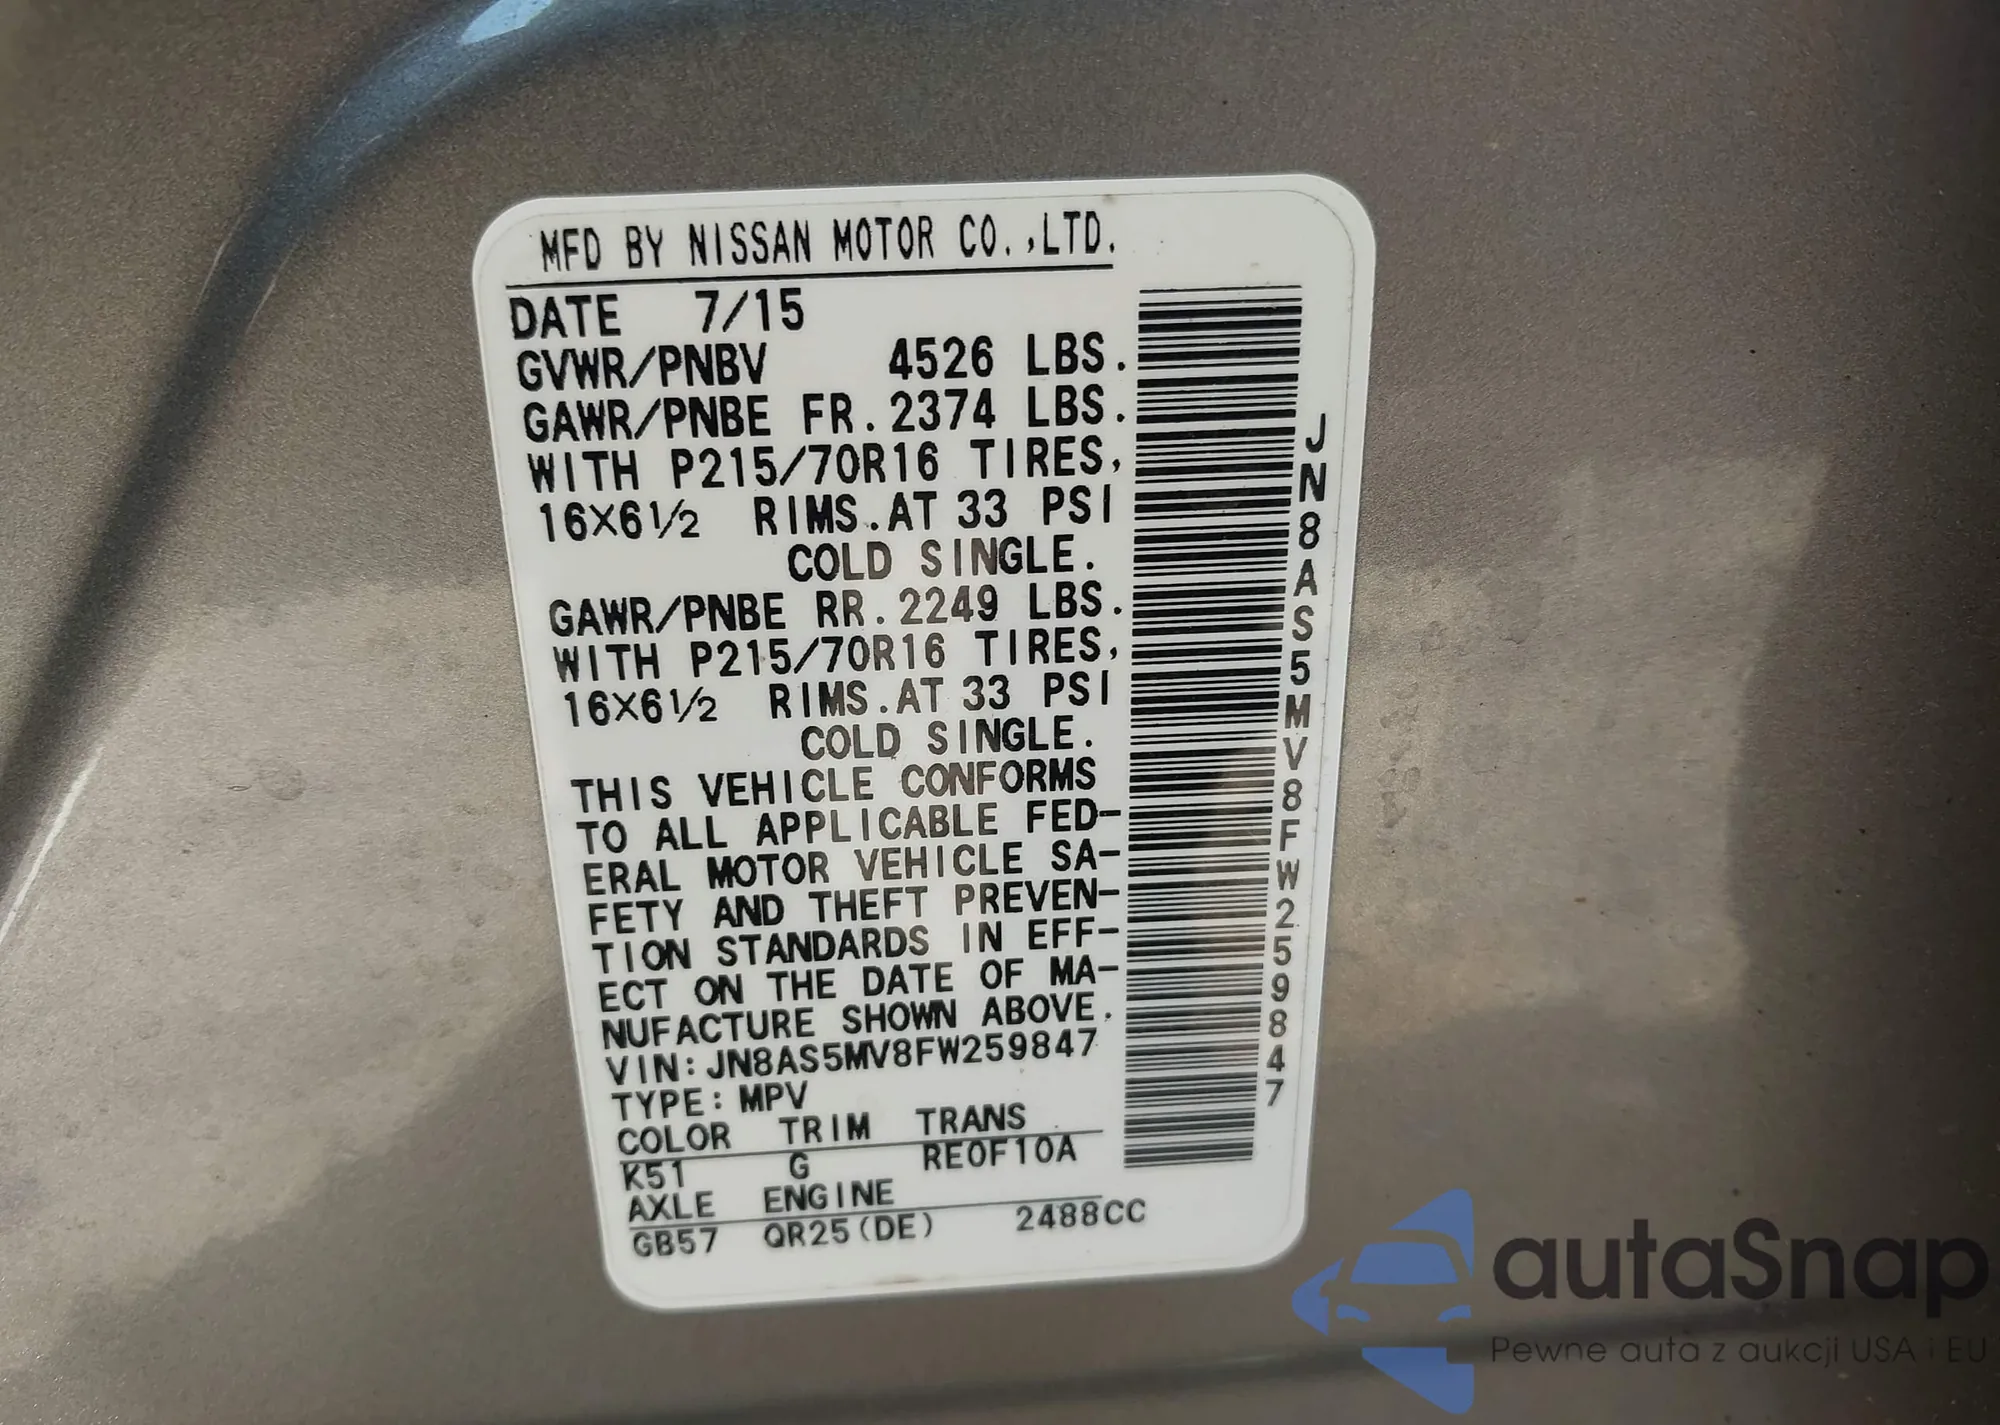 MFD BY NISSAN MOTOR CO.,LTD.
DATE 7/15
GVWR/PNBV 4526 LBS.
GAWR/PNBE FR.2374 LBS.
WITH P215/70R16 TIRES,
16X6½ RIMS.AT 33 PSI
COLD SINGLE.
GAWR/PNBE RR.2249 LBS.
WITH P215/70R16 TIRES,
16X6½ RIMS.AT 33 PSI
COLD SINGLE.
THIS VEHICLE CONFORMS
TO ALL APPLICABLE FED-
ERAL MOTOR VEHICLE SA-
FETY AND THEFT PREVEN-
TION STANDARDS IN EFF-
ECT ON THE DATE OF MA-
NUFACTURE SHOWN ABOVE.
VIN:JN8AS5MV8FW259847
TYPE:MPV
COLOR TRIM TRANS
K51 G RE0F10A
AXLE ENGINE
GB57 QR25(DE) 2488CC
JN8AS5MV8FW259847
autaSnap
Pewne auta z aukcji USA i EU